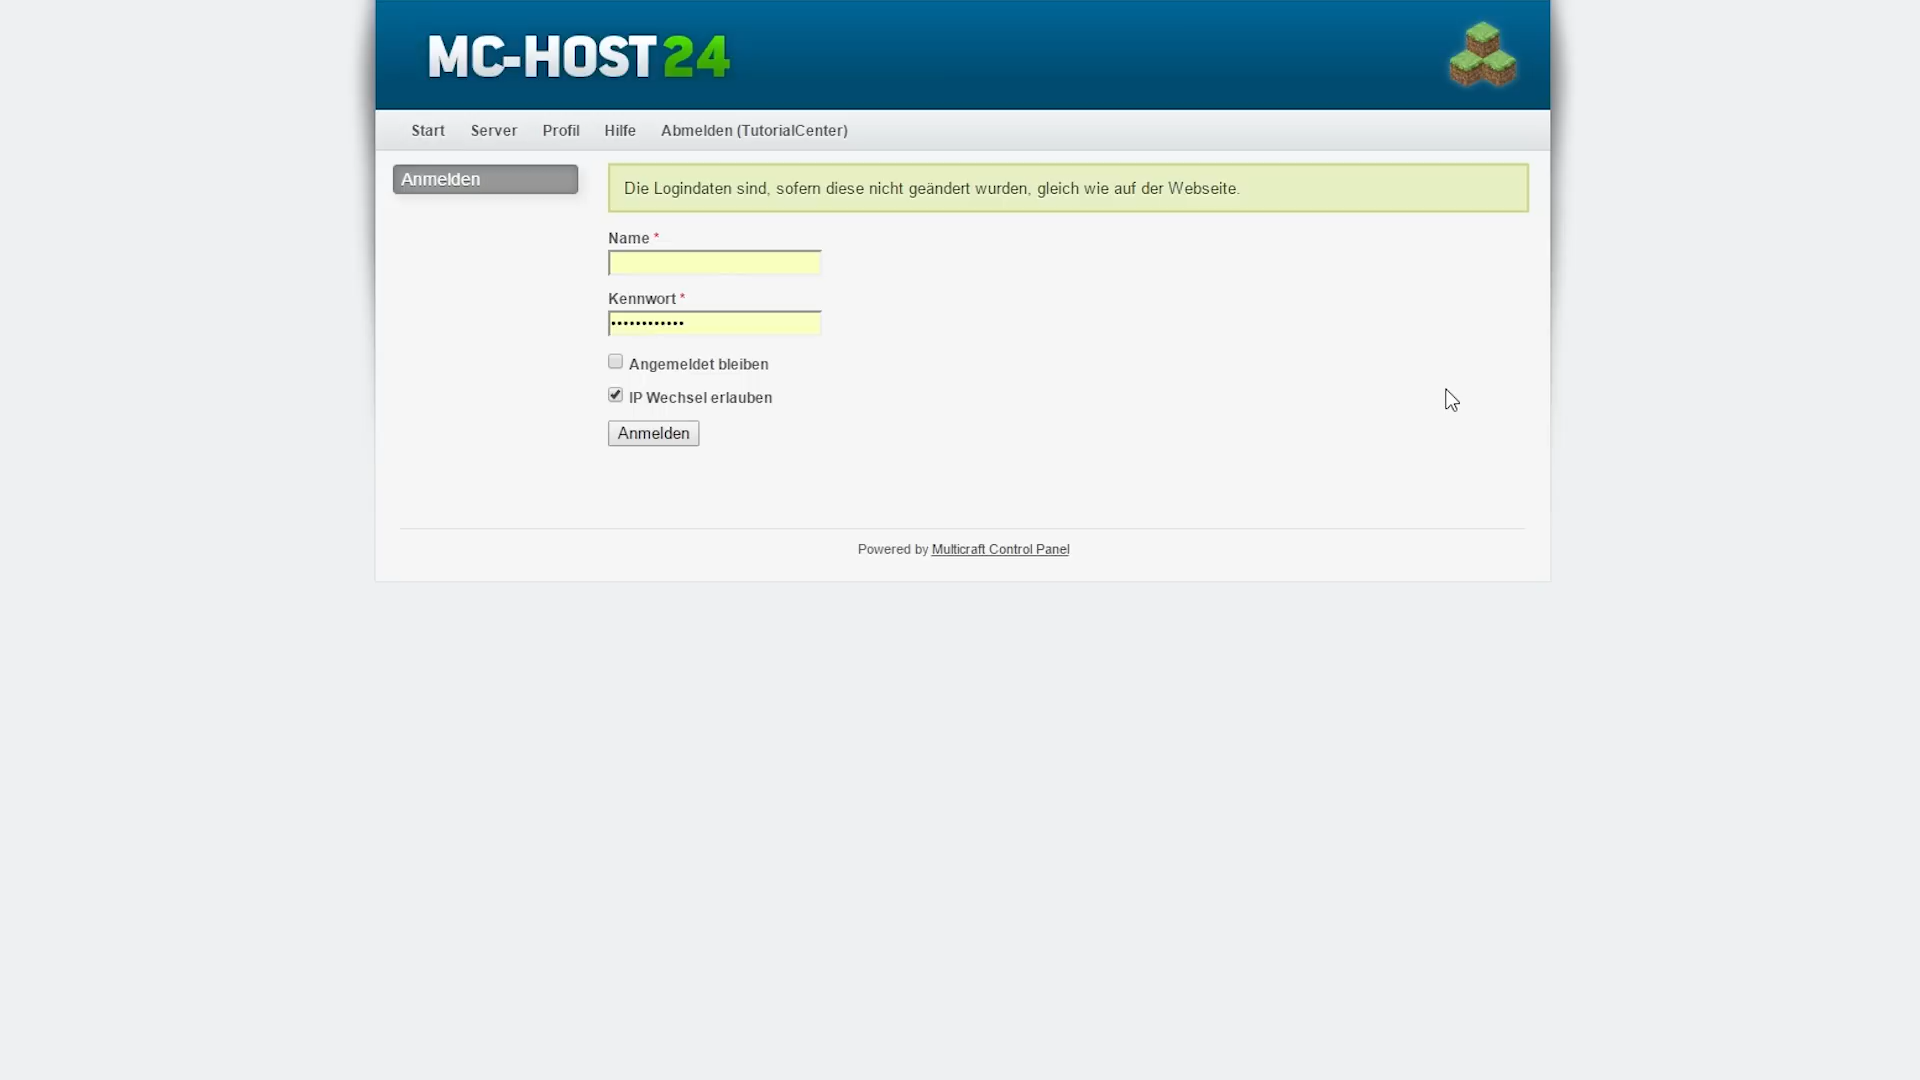 MC-HOST24
Start Server Profil Hilfe Abmelden (TutorialCenter)
Anmelden
Die Logindaten sind, sofern diese nicht geändert wurden, gleich wie auf der Webseite.
Name *
Kennwort *
••••••••••••
Angemeldet bleiben
IP Wechsel erlauben
Anmelden
Powered by Multicraft Control Panel